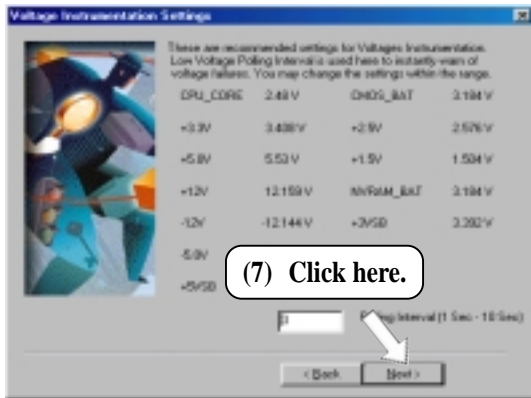 Voltage Instrumentation Settings
These are recommended settings for Voltages Instrumentation.
Low Voltage Polling Interval is used here to instantly warn of
voltage failures. You may change the settings within the range.
CPU_CORE 2.48 V CMOS_BAT 3.184 V
+3.3V 3.408 V +2.5V 2.576 V
+5.0V 5.53 V +1.5V 1.504 V
+12V 12.159 V NVRAM_BAT 3.184 V
-12V -12.144 V +3VSB 3.392 V
-5.0V
+5VSB
(7) Click here.
Interval (1 Sec - 10 Sec)
< Back Next >